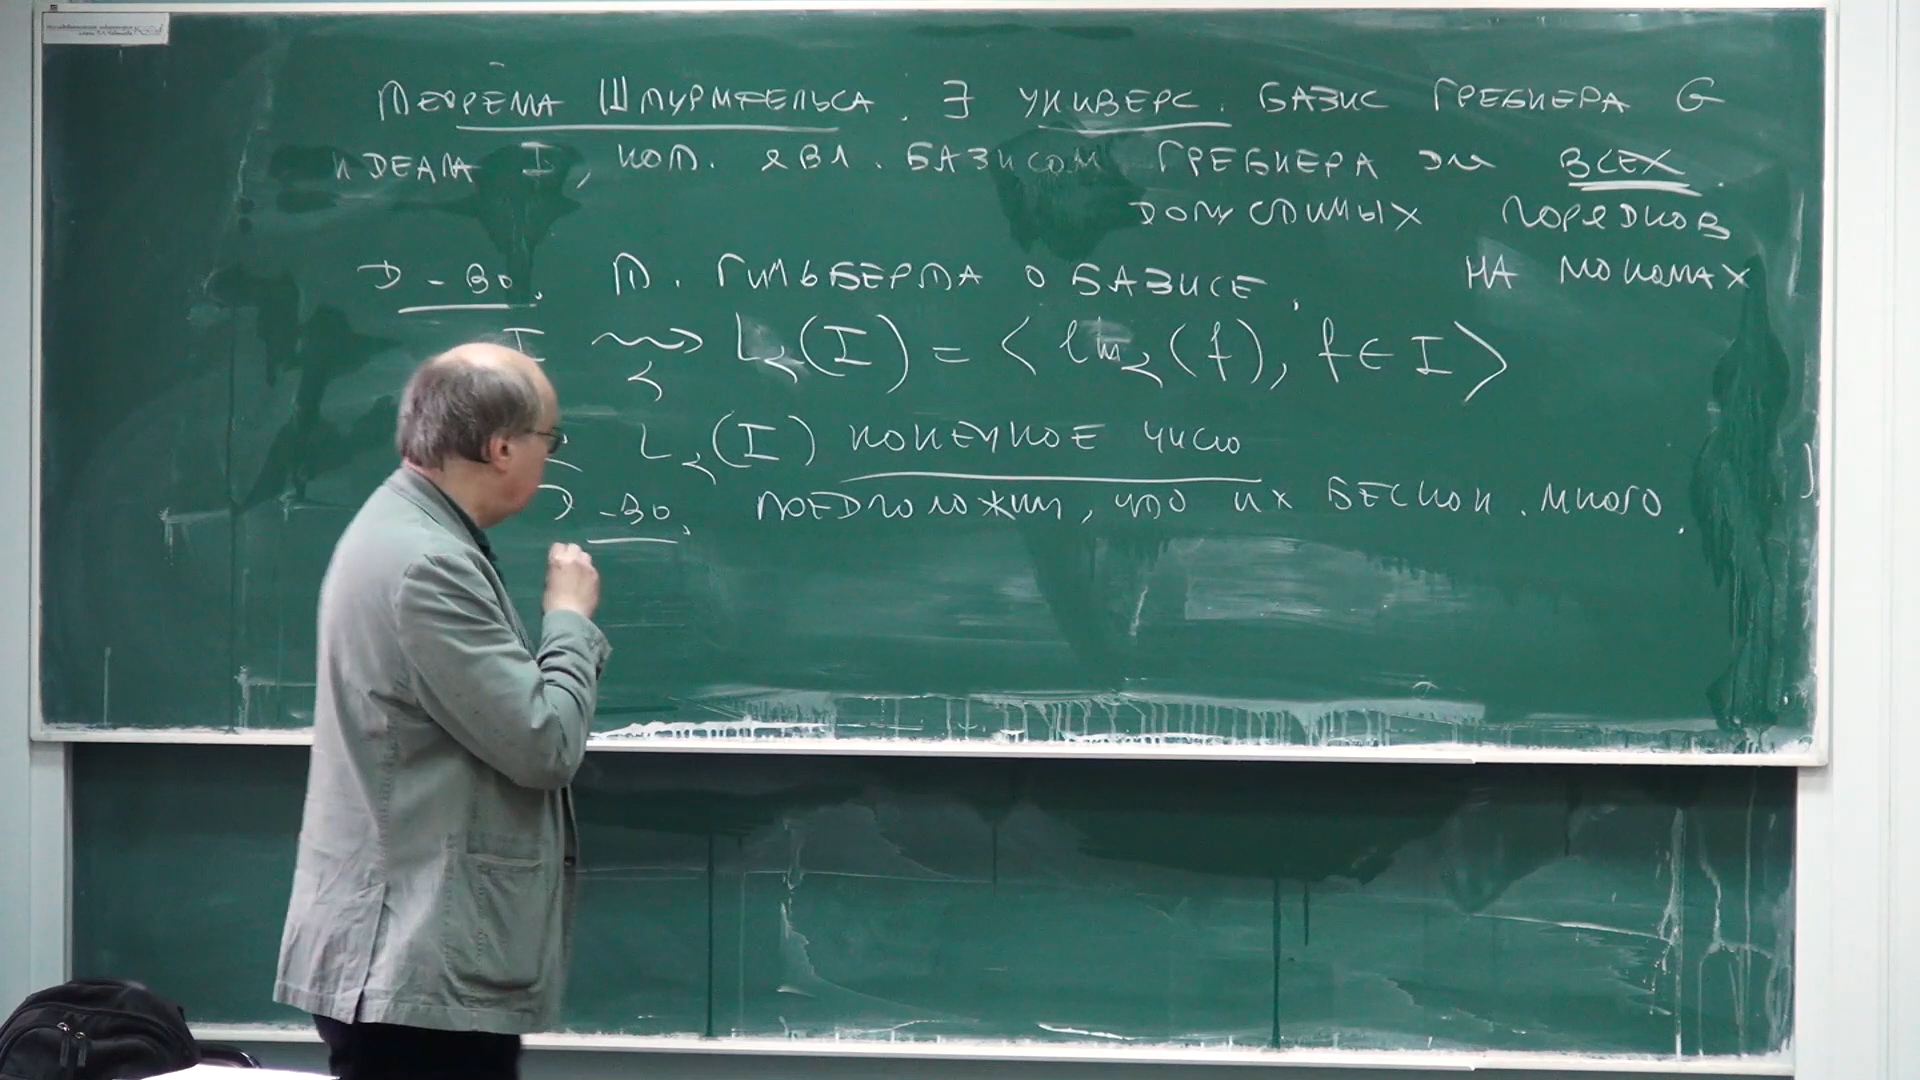 ТЕОРЕМА ШТУРМФЕЛЬСА. ∃ УНИВЕРС. БАЗИС ГРЕБНЕРА G
ИДЕАЛА I, КОТ. ЯВЛ. БАЗИСОМ ГРЕБНЕРА ДЛЯ ВСЕХ
ДОПУСТИМЫХ ПОРЯДКОВ
НА МОНОМАХ
Д-ВО. Т. ГИЛЬБЕРТА О БАЗИСЕ.
I ⇝ L≺(I) = ⟨lm≺(f), f ∈ I⟩
≺
L≺(I) КОНЕЧНОЕ ЧИСЛО
Д-ВО. ПРЕДПОЛОЖИМ, ЧТО ИХ БЕСКОН. МНОГО.